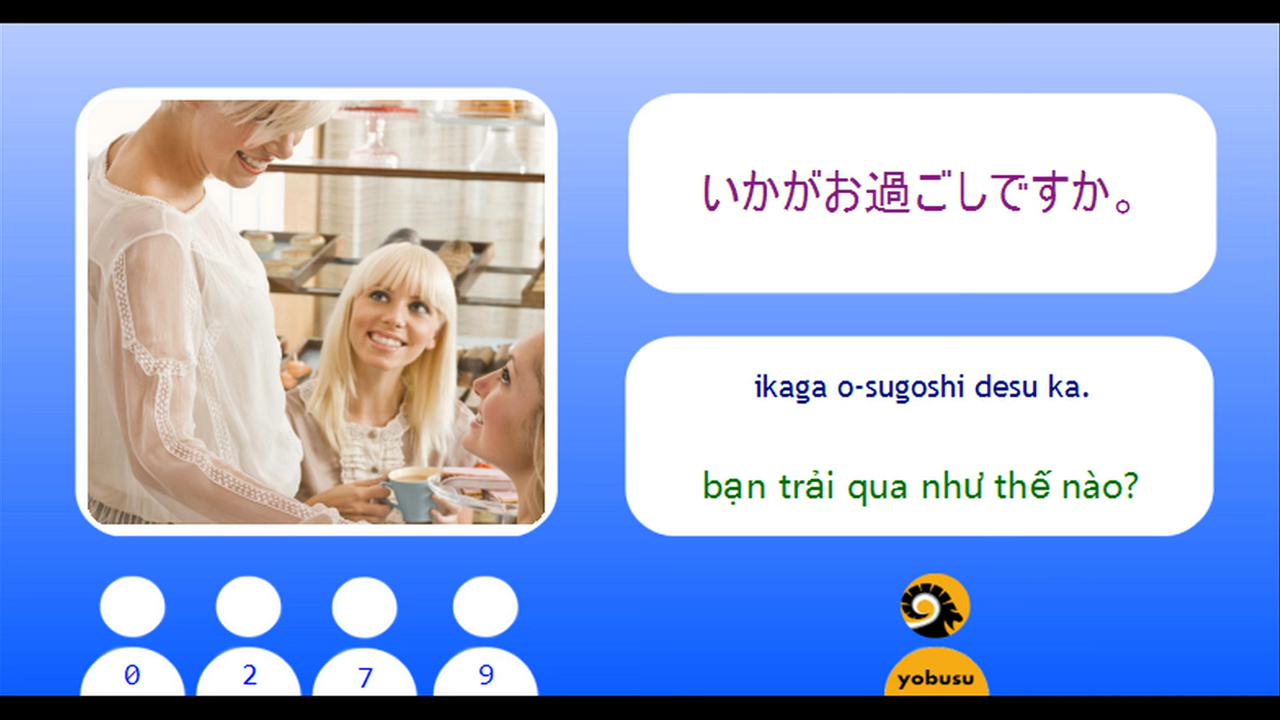 いかがお過ごしですか。
ikaga o-sugoshi desu ka.
bạn trải qua như thế nào?
0 2 7 9
yobusu